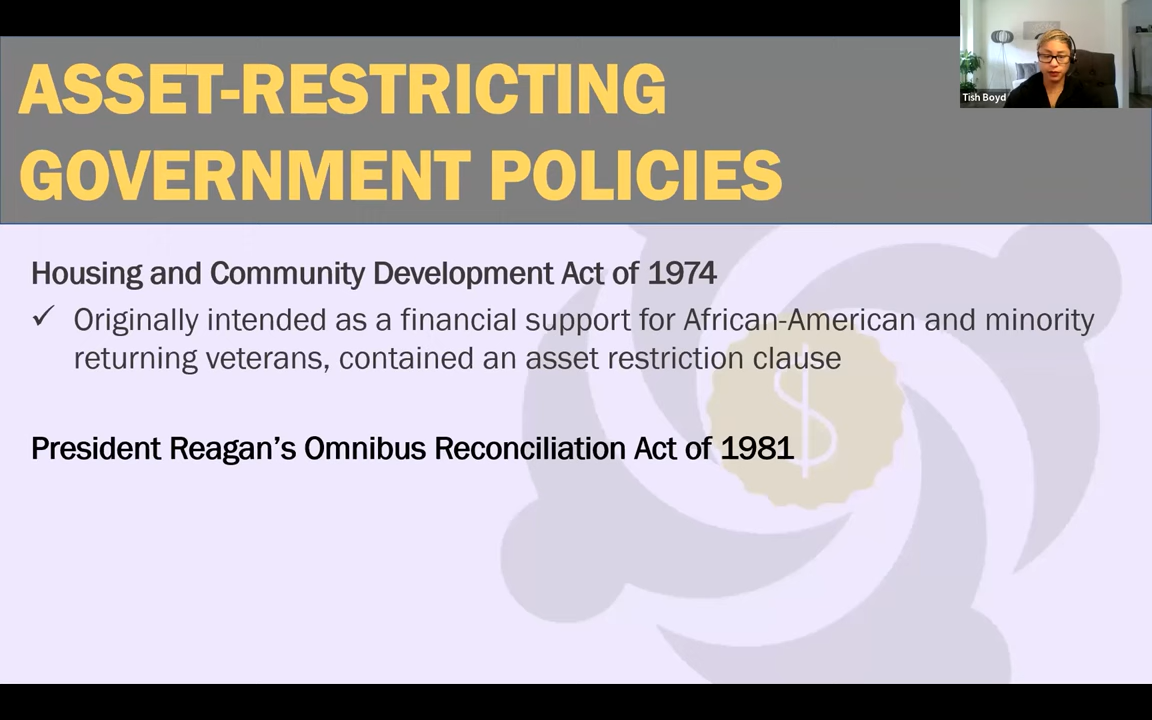 ASSET-RESTRICTING
GOVERNMENT POLICIES
Tish Boyd
Housing and Community Development Act of 1974
✓ Originally intended as a financial support for African-American and minority
returning veterans, contained an asset restriction clause
President Reagan's Omnibus Reconciliation Act of 1981
$